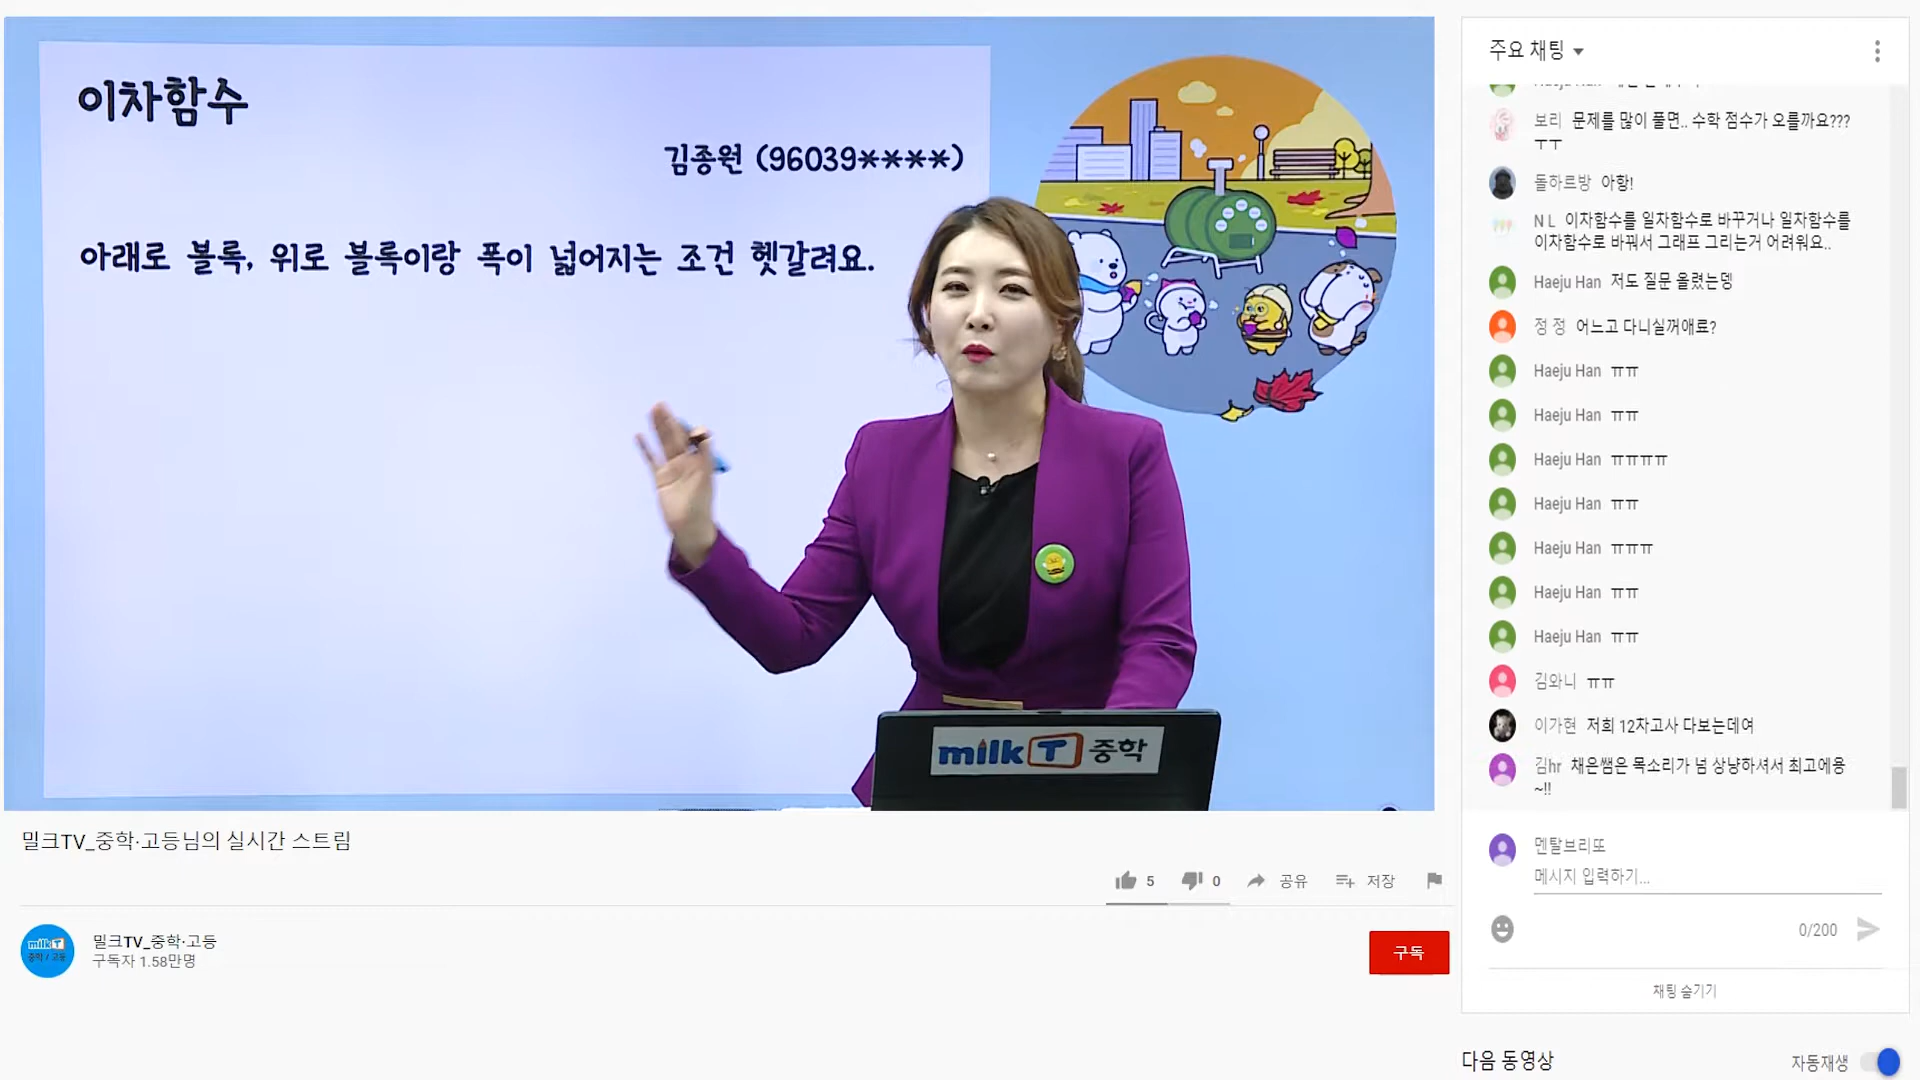 이차함수
김종원 (96039****)
아래로 볼록, 위로 볼록이랑 폭이 넓어지는 조건 헷갈려요.
milk T 중학
밀크TV_중학·고등님의 실시간 스트림
5
0
공유
저장
milk T
중학 / 고등
밀크TV_중학·고등
구독자 1.58만명
구독
주요 채팅
Haeju Han
보리 문제를 많이 풀면.. 수학 점수가 오를까요???
ㅜㅜ
돌하르방 아항!
N L 이차함수를 일차함수로 바꾸거나 일차함수를
이차함수로 바꿔서 그래프 그리는거 어려워요..
Haeju Han 저도 질문 올렸는뎅
정 정 어느고 다니실꺼애료?
Haeju Han ㅠㅠ
Haeju Han ㅠㅠ
Haeju Han ㅠㅠㅠㅠ
Haeju Han ㅠㅠ
Haeju Han ㅠㅠㅠ
Haeju Han ㅠㅠ
Haeju Han ㅠㅠ
김와니 ㅠㅠ
이가현 저희 12차고사 다보는데여
김hr 채은쌤은 목소리가 넘 상냥하셔서 최고에용
~!!
멘탈브리또
메시지 입력하기...
0/200
채팅 숨기기
다음 동영상
자동재생